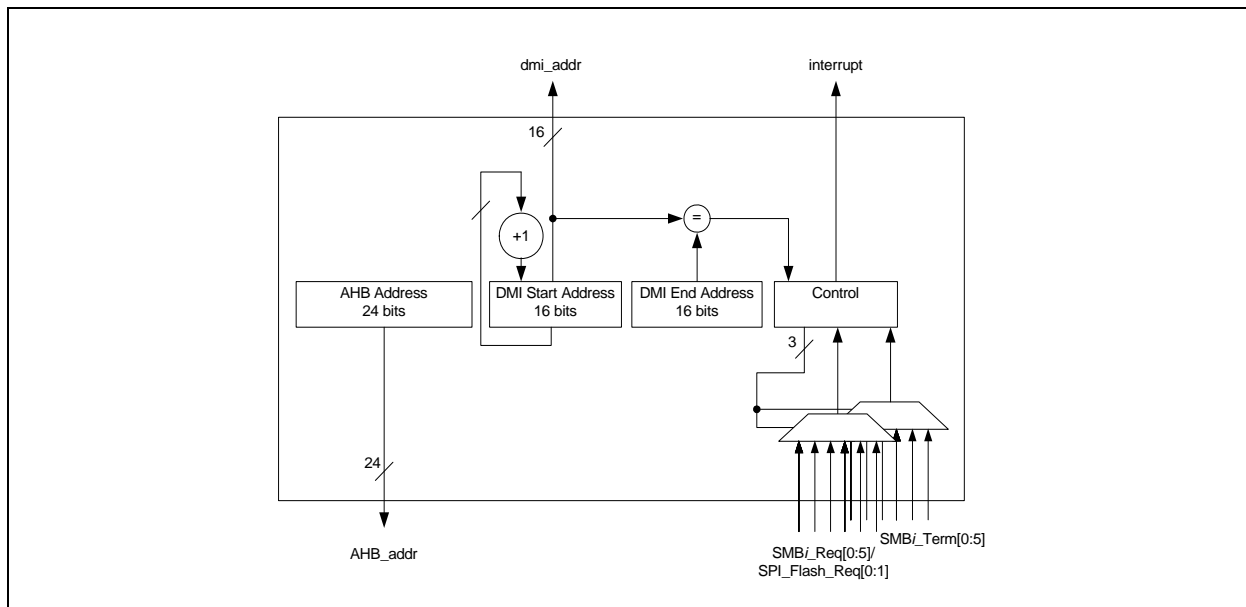 dmi_addr
interrupt
16
+1
=
AHB Address
24 bits
DMI Start Address
16 bits
DMI End Address
16 bits
Control
3
24
AHB_addr
SMBi_Req[0:5]/
SPI_Flash_Req[0:1]
SMBi_Term[0:5]